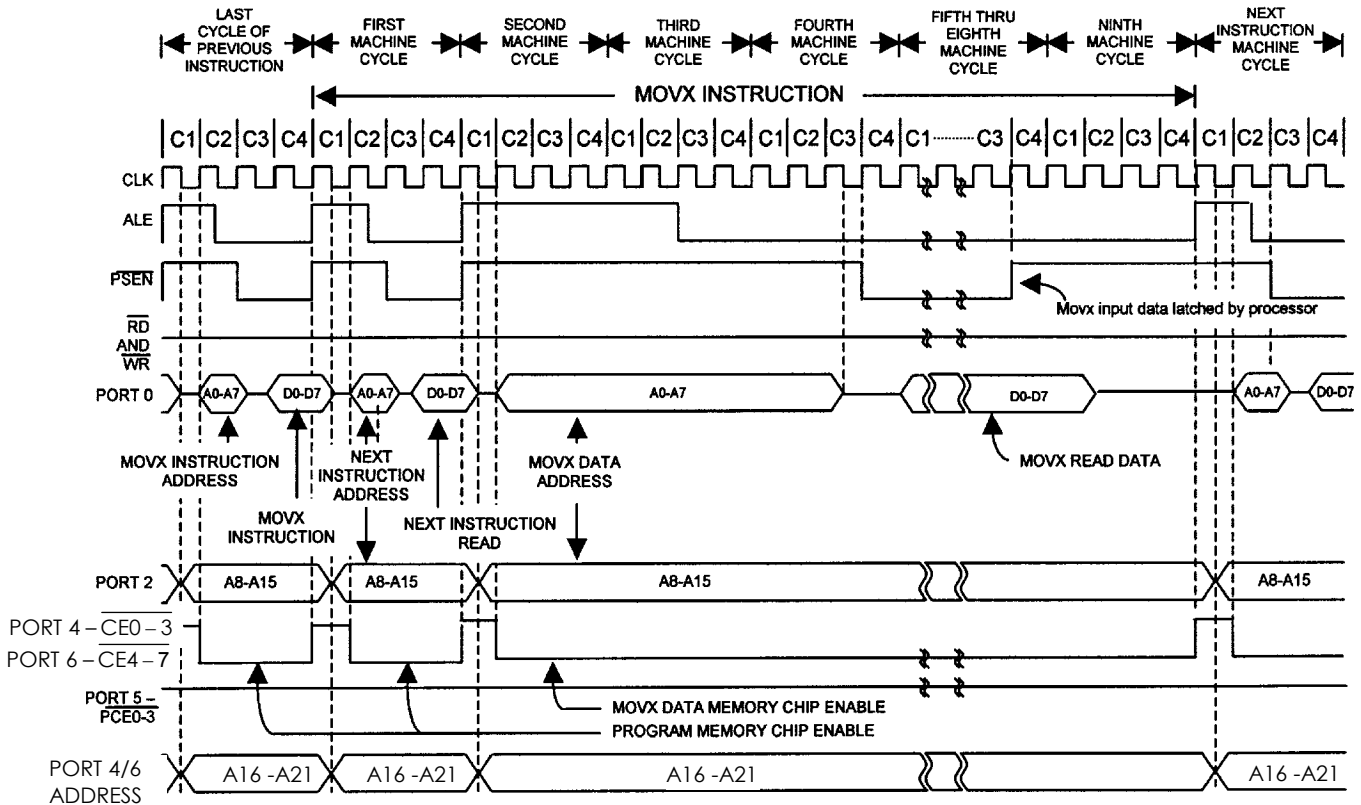 LAST CYCLE OF PREVIOUS INSTRUCTION
FIRST MACHINE CYCLE
SECOND MACHINE CYCLE
THIRD MACHINE CYCLE
FOURTH MACHINE CYCLE
FIFTH THRU EIGHTH MACHINE CYCLE
NINTH MACHINE CYCLE
NEXT INSTRUCTION MACHINE CYCLE
MOVX INSTRUCTION
C1 C2 C3 C4 C1 C2 C3 C4 C1 C2 C3 C4 C1 C2 C3 C4 C1 C2 C3 C4 C1 ......... C3 C4 C1 C2 C3 C4 C1 C2 C3 C4
CLK
ALE
PSEN
Movx input data latched by processor
RD
AND
WR
PORT 0 A0-A7 D0-D7 A0-A7 D0-D7 A0-A7 D0-D7 A0-A7 D0-D7
MOVX INSTRUCTION ADDRESS
NEXT INSTRUCTION ADDRESS
MOVX DATA ADDRESS
MOVX READ DATA
MOVX INSTRUCTION
NEXT INSTRUCTION READ
PORT 2 A8-A15 A8-A15 A8-A15 A8-A15
PORT 4 – CE0 – 3
PORT 6 – CE4 – 7
PORT 5 –
PCE0-3
MOVX DATA MEMORY CHIP ENABLE
PROGRAM MEMORY CHIP ENABLE
PORT 4/6
ADDRESS
A16 -A21 A16 -A21 A16 -A21 A16 -A21